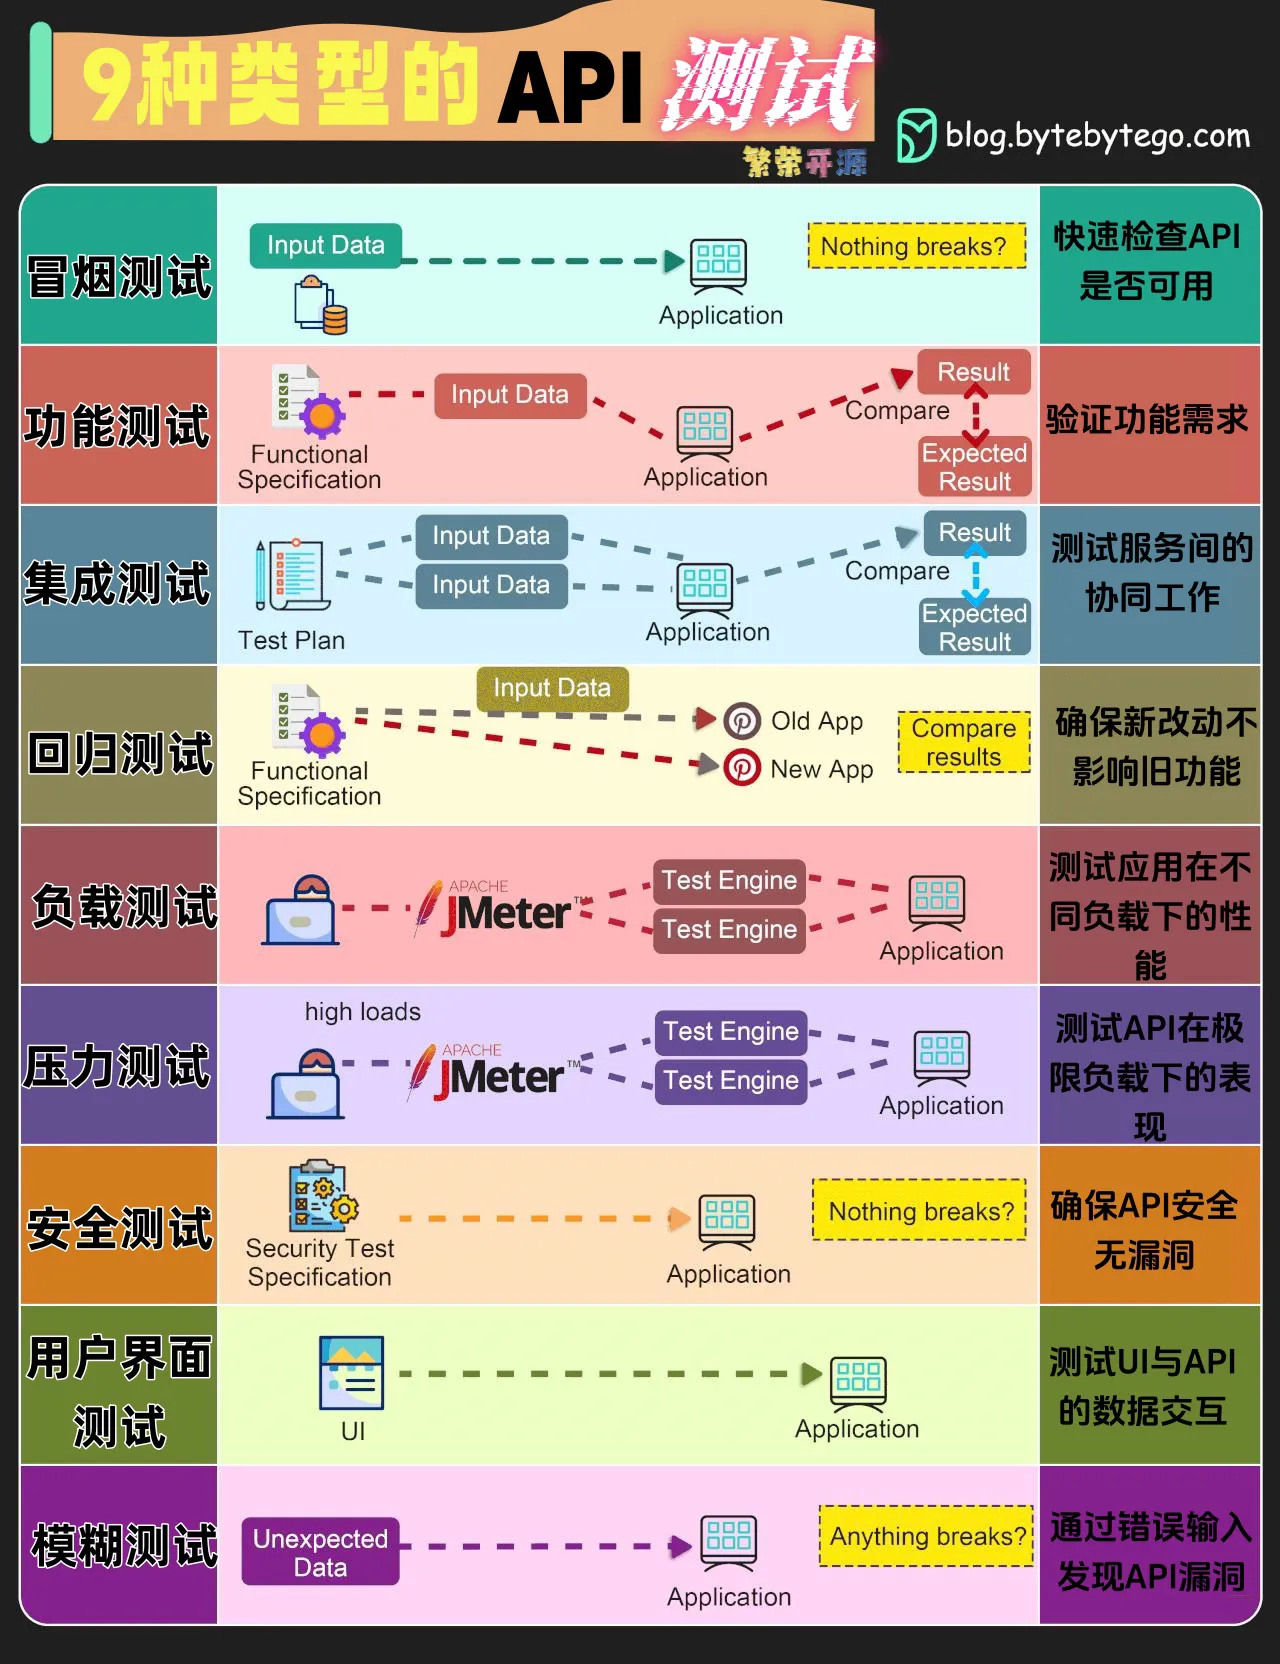 9种类型的 API 测试
繁荣开源
blog.bytebytego.com
冒烟测试
Input Data
Application
Nothing breaks?
快速检查API
是否可用
功能测试
Functional
Specification
Input Data
Application
Compare
Result
Expected
Result
验证功能需求
集成测试
Test Plan
Input Data
Input Data
Application
Compare
Result
Expected
Result
测试服务间的
协同工作
回归测试
Functional
Specification
Input Data
Old App
New App
Compare
results
确保新改动不
影响旧功能
负载测试
APACHE
JMeter™
Test Engine
Test Engine
Application
测试应用在不
同负载下的性
能
压力测试
high loads
APACHE
JMeter™
Test Engine
Test Engine
Application
测试API在极
限负载下的表
现
安全测试
Security Test
Specification
Application
Nothing breaks?
确保API安全
无漏洞
用户界面
测试
UI
Application
测试UI与API
的数据交互
模糊测试
Unexpected
Data
Application
Anything breaks?
通过错误输入
发现API漏洞